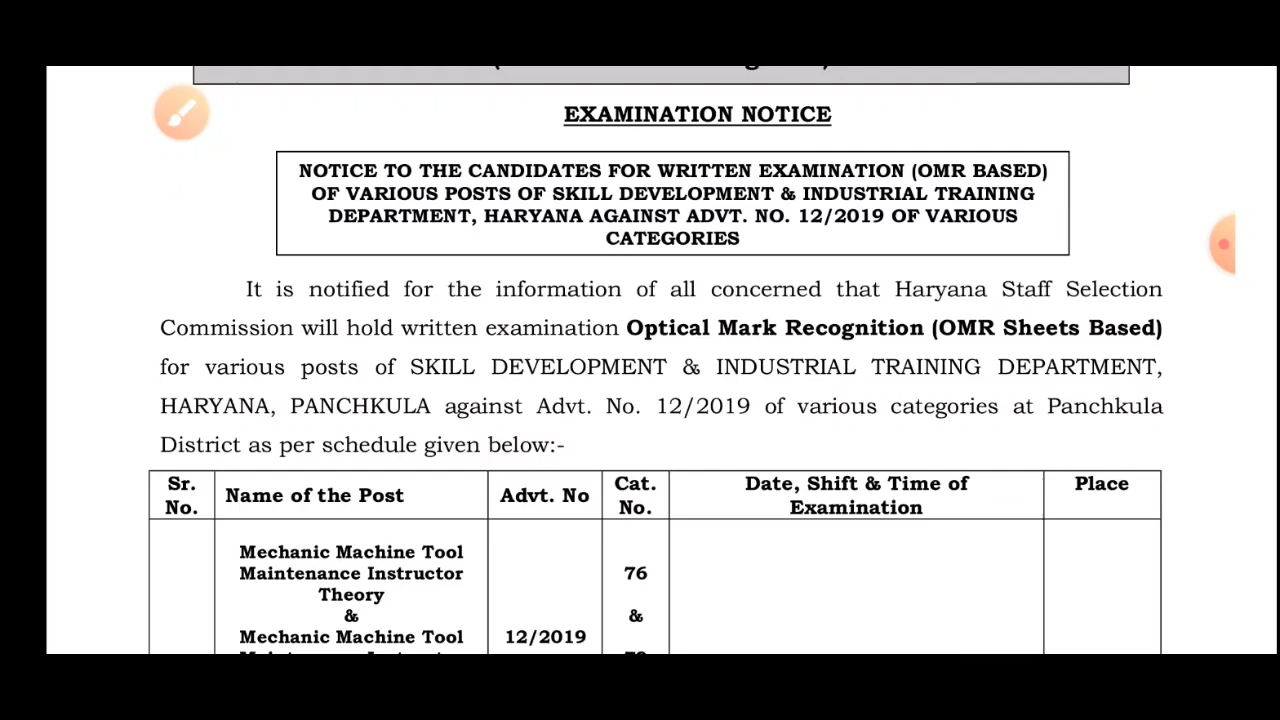 EXAMINATION NOTICE
NOTICE TO THE CANDIDATES FOR WRITTEN EXAMINATION (OMR BASED)
OF VARIOUS POSTS OF SKILL DEVELOPMENT & INDUSTRIAL TRAINING
DEPARTMENT, HARYANA AGAINST ADVT. NO. 12/2019 OF VARIOUS
CATEGORIES
It is notified for the information of all concerned that Haryana Staff Selection
Commission will hold written examination Optical Mark Recognition (OMR Sheets Based)
for various posts of SKILL DEVELOPMENT & INDUSTRIAL TRAINING DEPARTMENT,
HARYANA, PANCHKULA against Advt. No. 12/2019 of various categories at Panchkula
District as per schedule given below:-
Sr. No.
Name of the Post
Advt. No
Cat. No.
Date, Shift & Time of
Examination
Place
Mechanic Machine Tool
Maintenance Instructor
Theory
&
Mechanic Machine Tool
12/2019
76
&